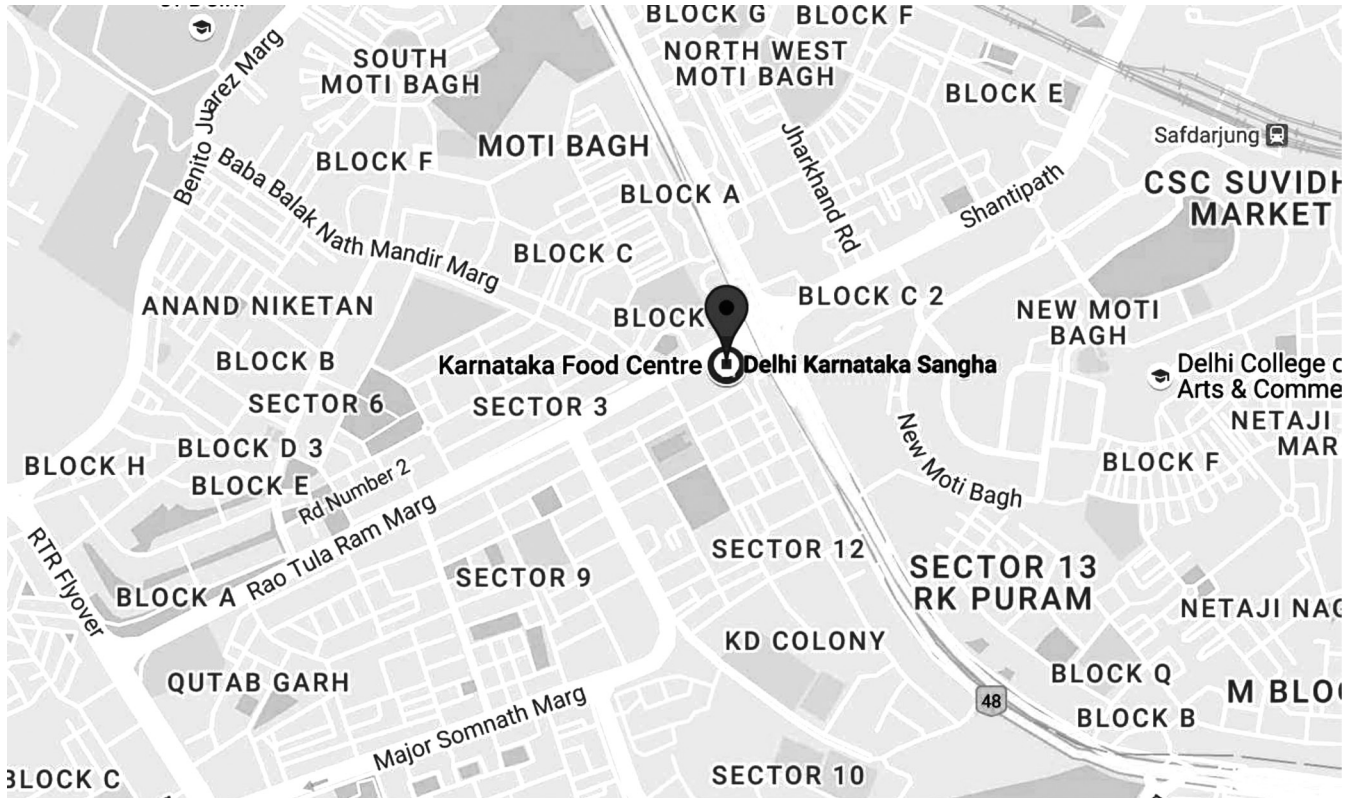 BLOCK G
BLOCK F
SOUTH
MOTI BAGH
NORTH WEST
MOTI BAGH
BLOCK E
Benito Juarez Marg
MOTI BAGH
Jharkhand Rd
Safdarjung
BLOCK F
Baba Balak Nath Mandir Marg
BLOCK A
Shantipath
CSC SUVIDH
MARKET
BLOCK C
ANAND NIKETAN
BLOCK
BLOCK C 2
NEW MOTI
BAGH
BLOCK B
Karnataka Food Centre
Delhi Karnataka Sangha
Delhi College
Arts & Comme
SECTOR 6
SECTOR 3
NETAJI
MAR
BLOCK D 3
New Moti Bagh
BLOCK H
BLOCK E
Rd Number 2
BLOCK F
RTR Flyover
Rao Tula Ram Marg
SECTOR 12
BLOCK A
SECTOR 9
SECTOR 13
RK PURAM
NETAJI NAG
KD COLONY
QUTAB GARH
BLOCK Q
48
M BLO
BLOCK B
Major Somnath Marg
BLOCK C
SECTOR 10